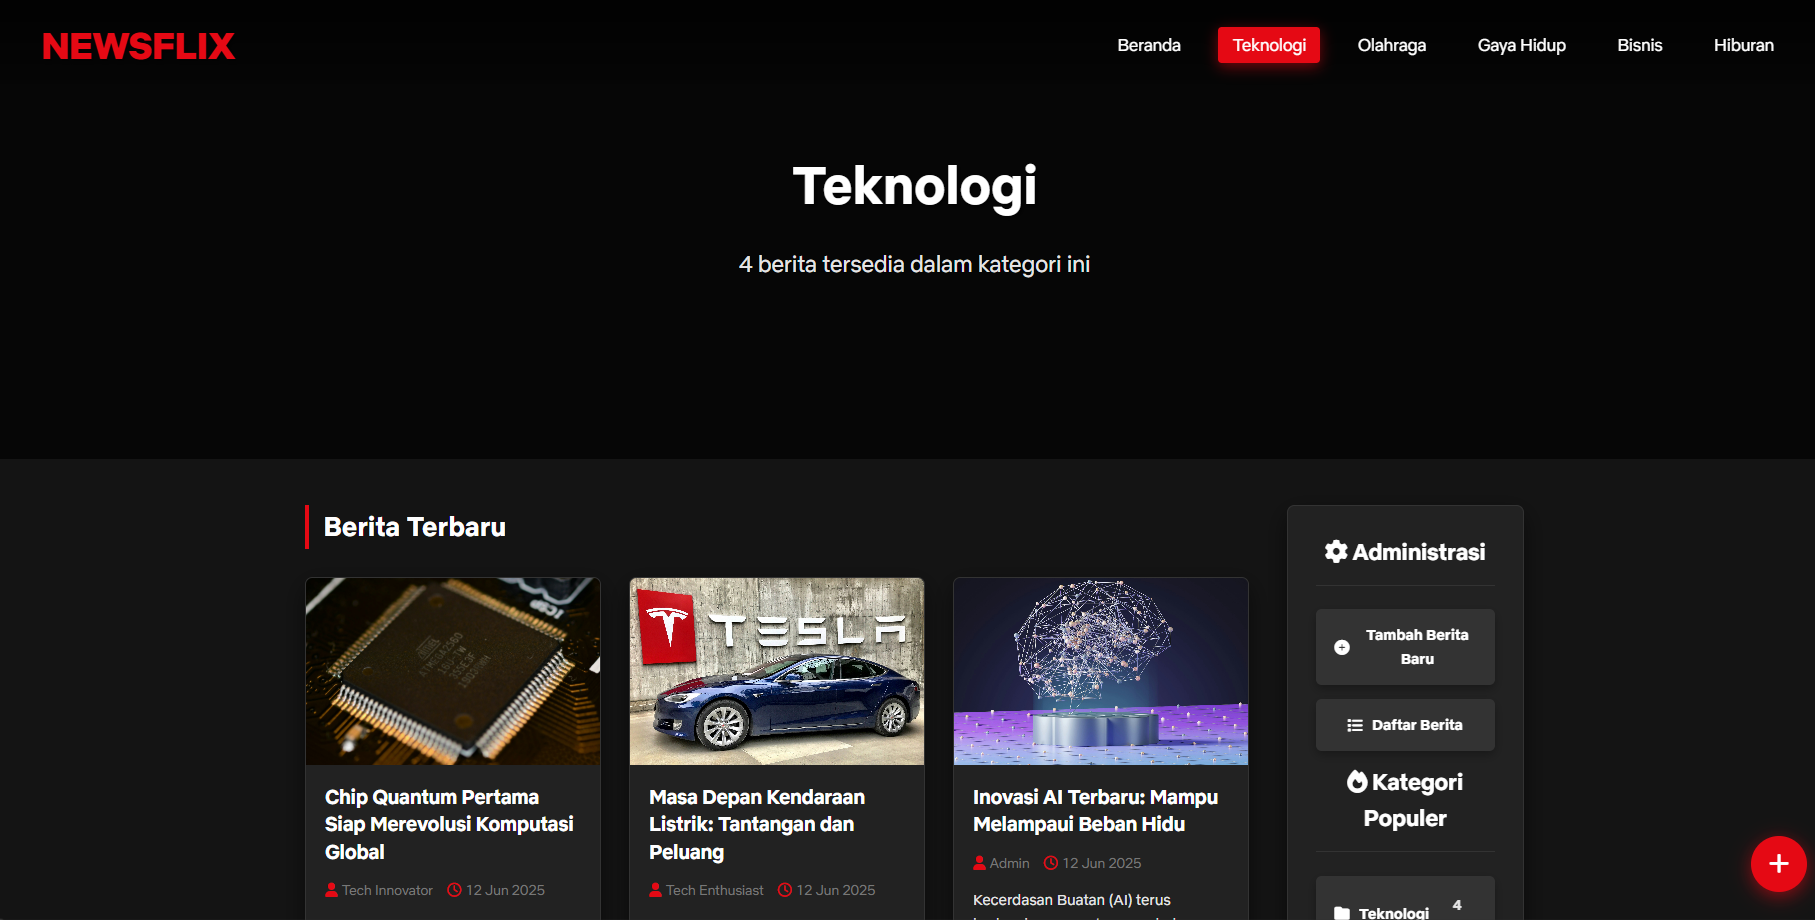 NEWSFLIX
Beranda
Teknologi
Olahraga
Gaya Hidup
Bisnis
Hiburan
Teknologi
4 berita tersedia dalam kategori ini
Berita Terbaru
TESLA
Chip Quantum Pertama
Siap Merevolusi Komputasi
Global
Tech Innovator
12 Jun 2025
Masa Depan Kendaraan
Listrik: Tantangan dan
Peluang
Tech Enthusiast
12 Jun 2025
Inovasi AI Terbaru: Mampu
Melampaui Beban Hidu
Admin
12 Jun 2025
Kecerdasan Buatan (AI) terus
Administrasi
Tambah Berita
Baru
Daftar Berita
Kategori
Populer
Teknologi
4